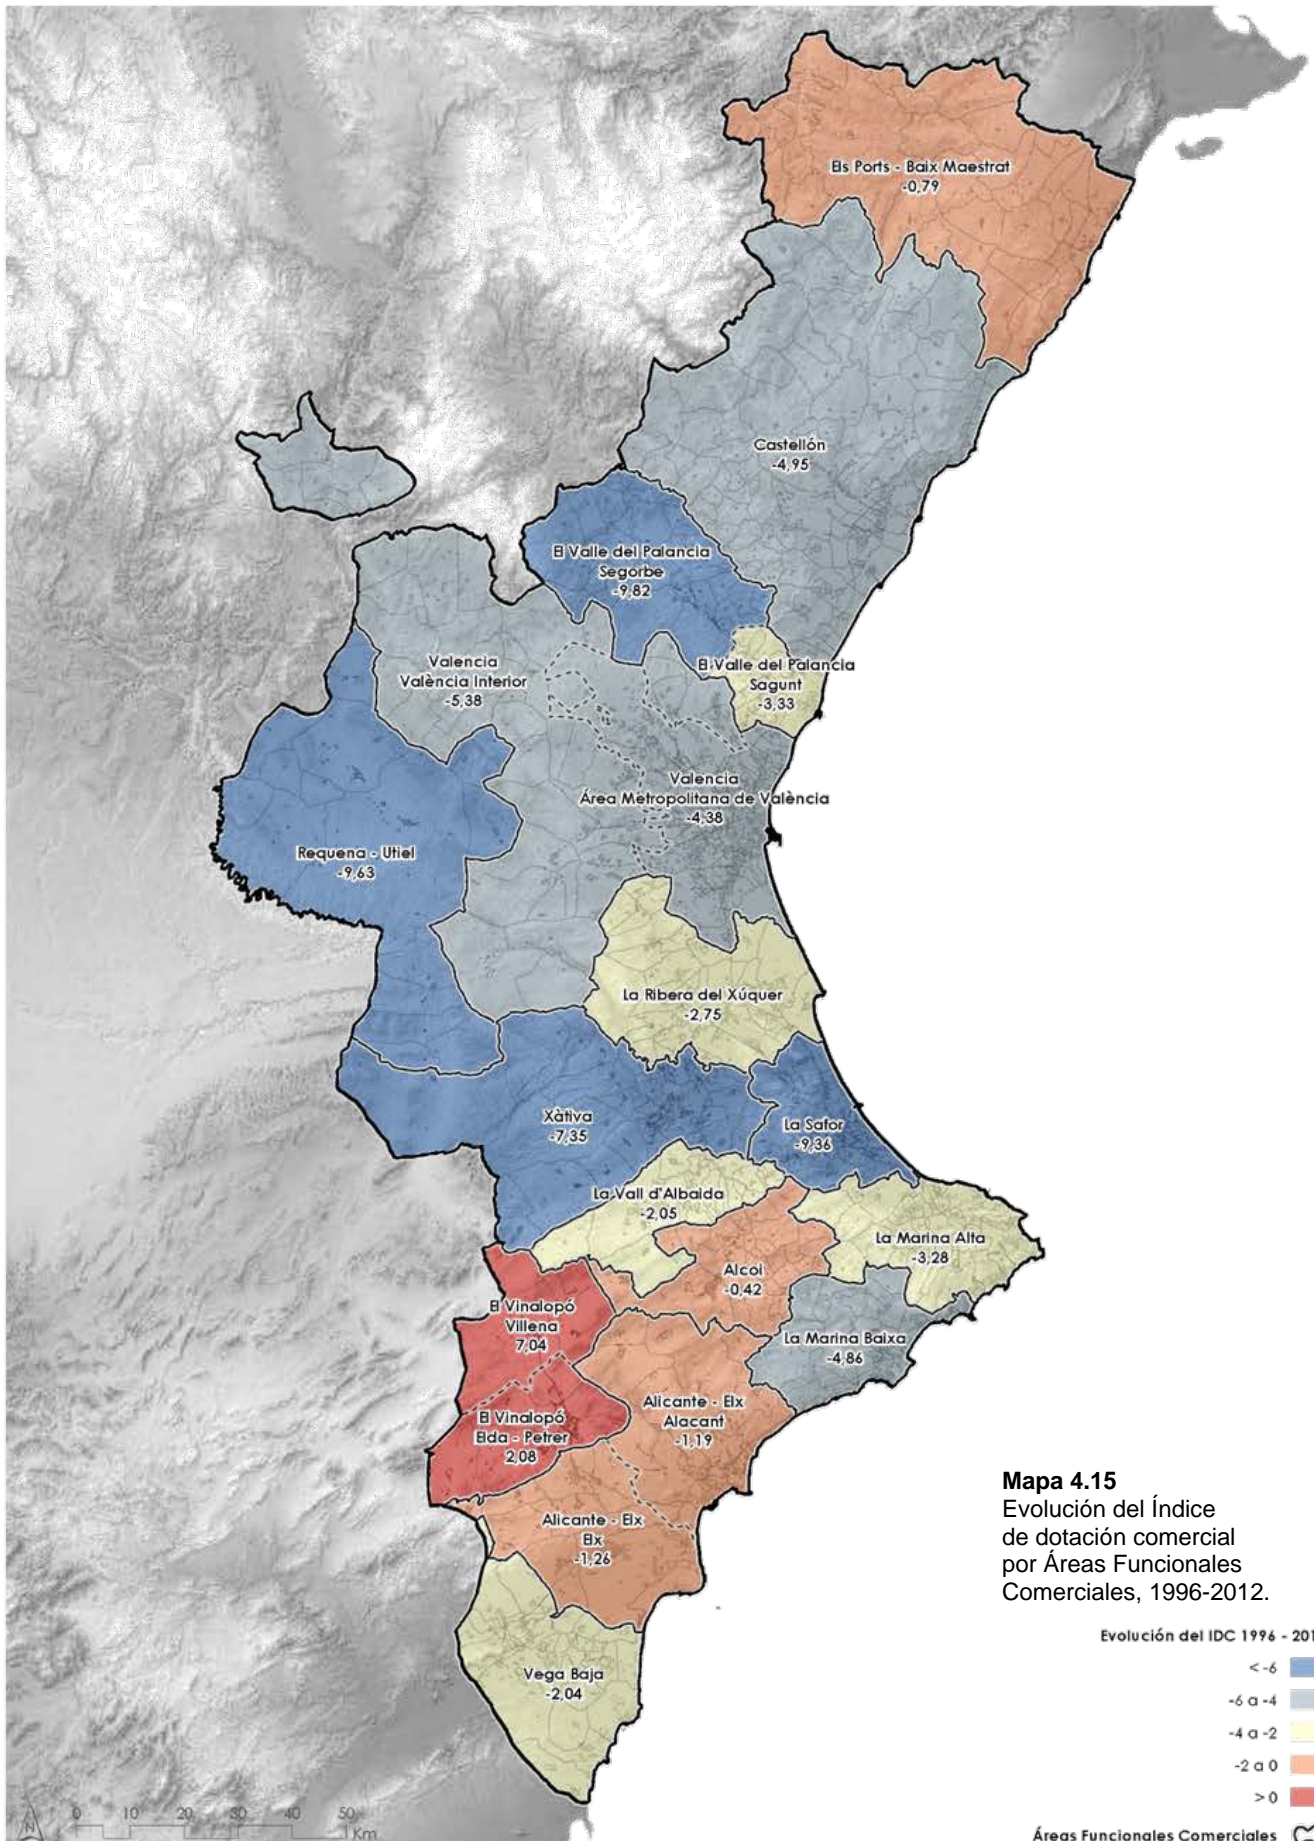 Els Ports - Baix Maestrat
-0,79
Castellón
-4,95
El Valle del Palancia
Segorbe
-9,82
El Valle del Palancia
Sagunt
-3,33
Valencia
València Interior
-5,38
Valencia
Área Metropolitana de València
-4,38
Requena - Utiel
-9,63
La Ribera del Xúquer
-2,75
Xàtiva
-7,35
La Safor
-9,36
La Vall d'Albaida
-2,05
La Marina Alta
-3,28
Alcoi
-0,42
El Vinalopó
Villena
7,04
La Marina Baixa
-4,86
Alicante - Elx
Alacant
-1,19
El Vinalopó
Elda - Petrer
2,08
Alicante - Elx
Elx
-1,26
Vega Baja
-2,04
Mapa 4.15
Evolución del Índice
de dotación comercial
por Áreas Funcionales
Comerciales, 1996-2012.
Evolución del IDC 1996 - 201
< -6
-6 a -4
-4 a -2
-2 a 0
> 0
Áreas Funcionales Comerciales
N
0 10 20 30 40 50
Km